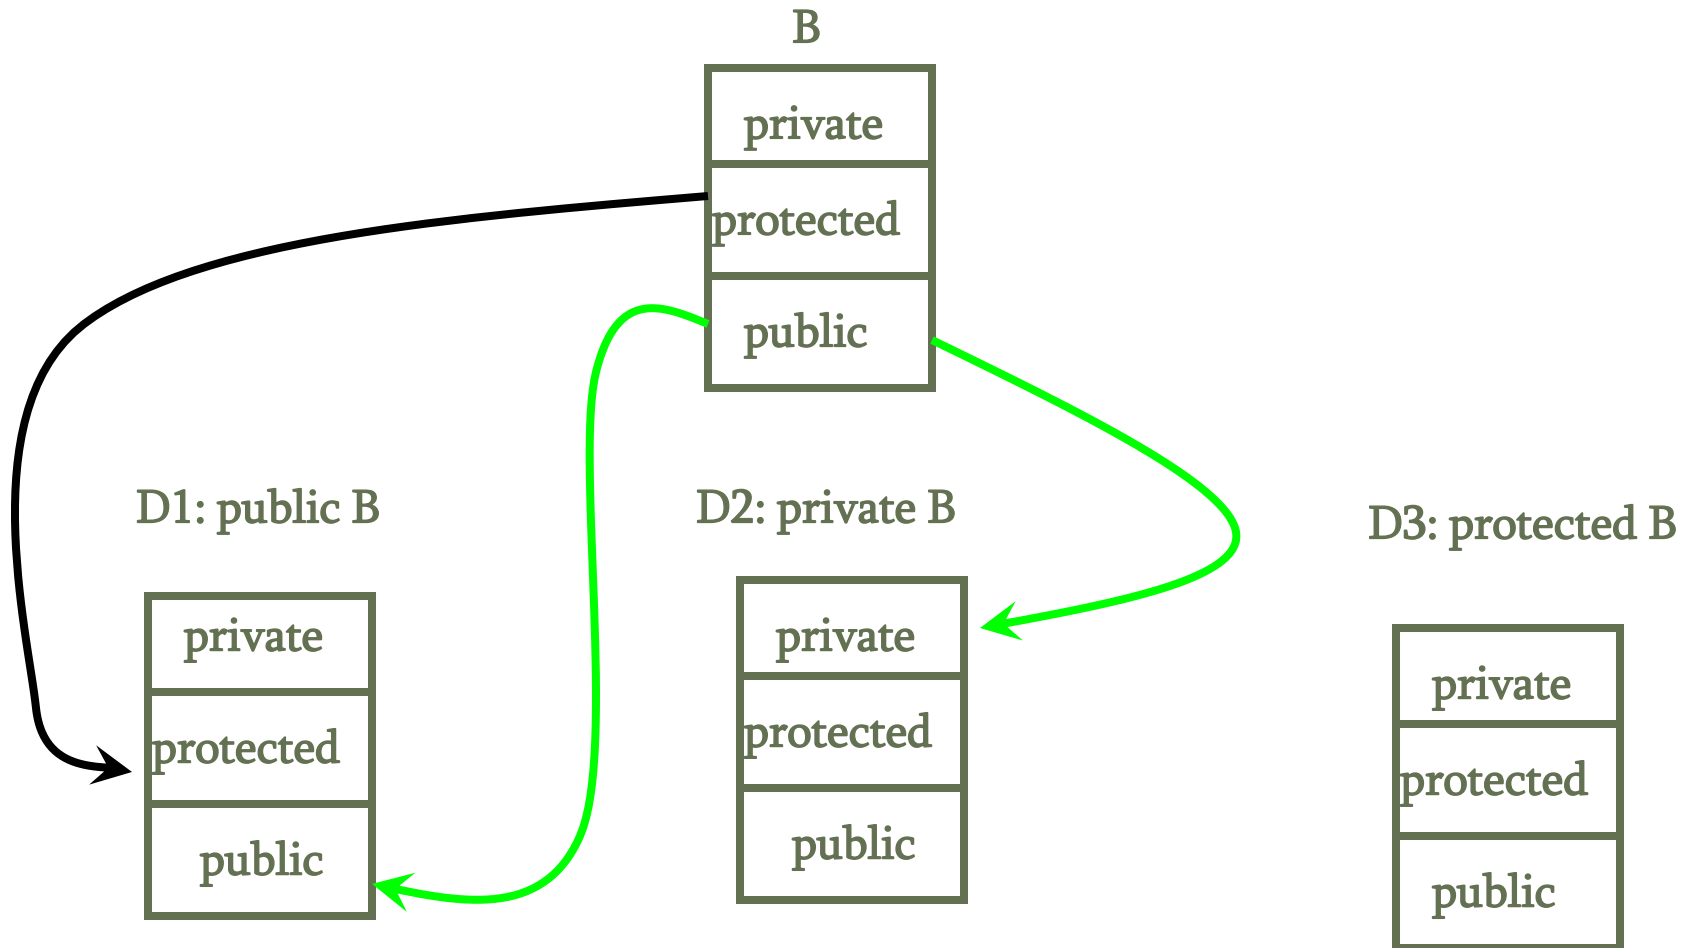 B
private
protected
public
D1: public B
D2: private B
D3: protected B
private
protected
public
private
protected
public
private
protected
public